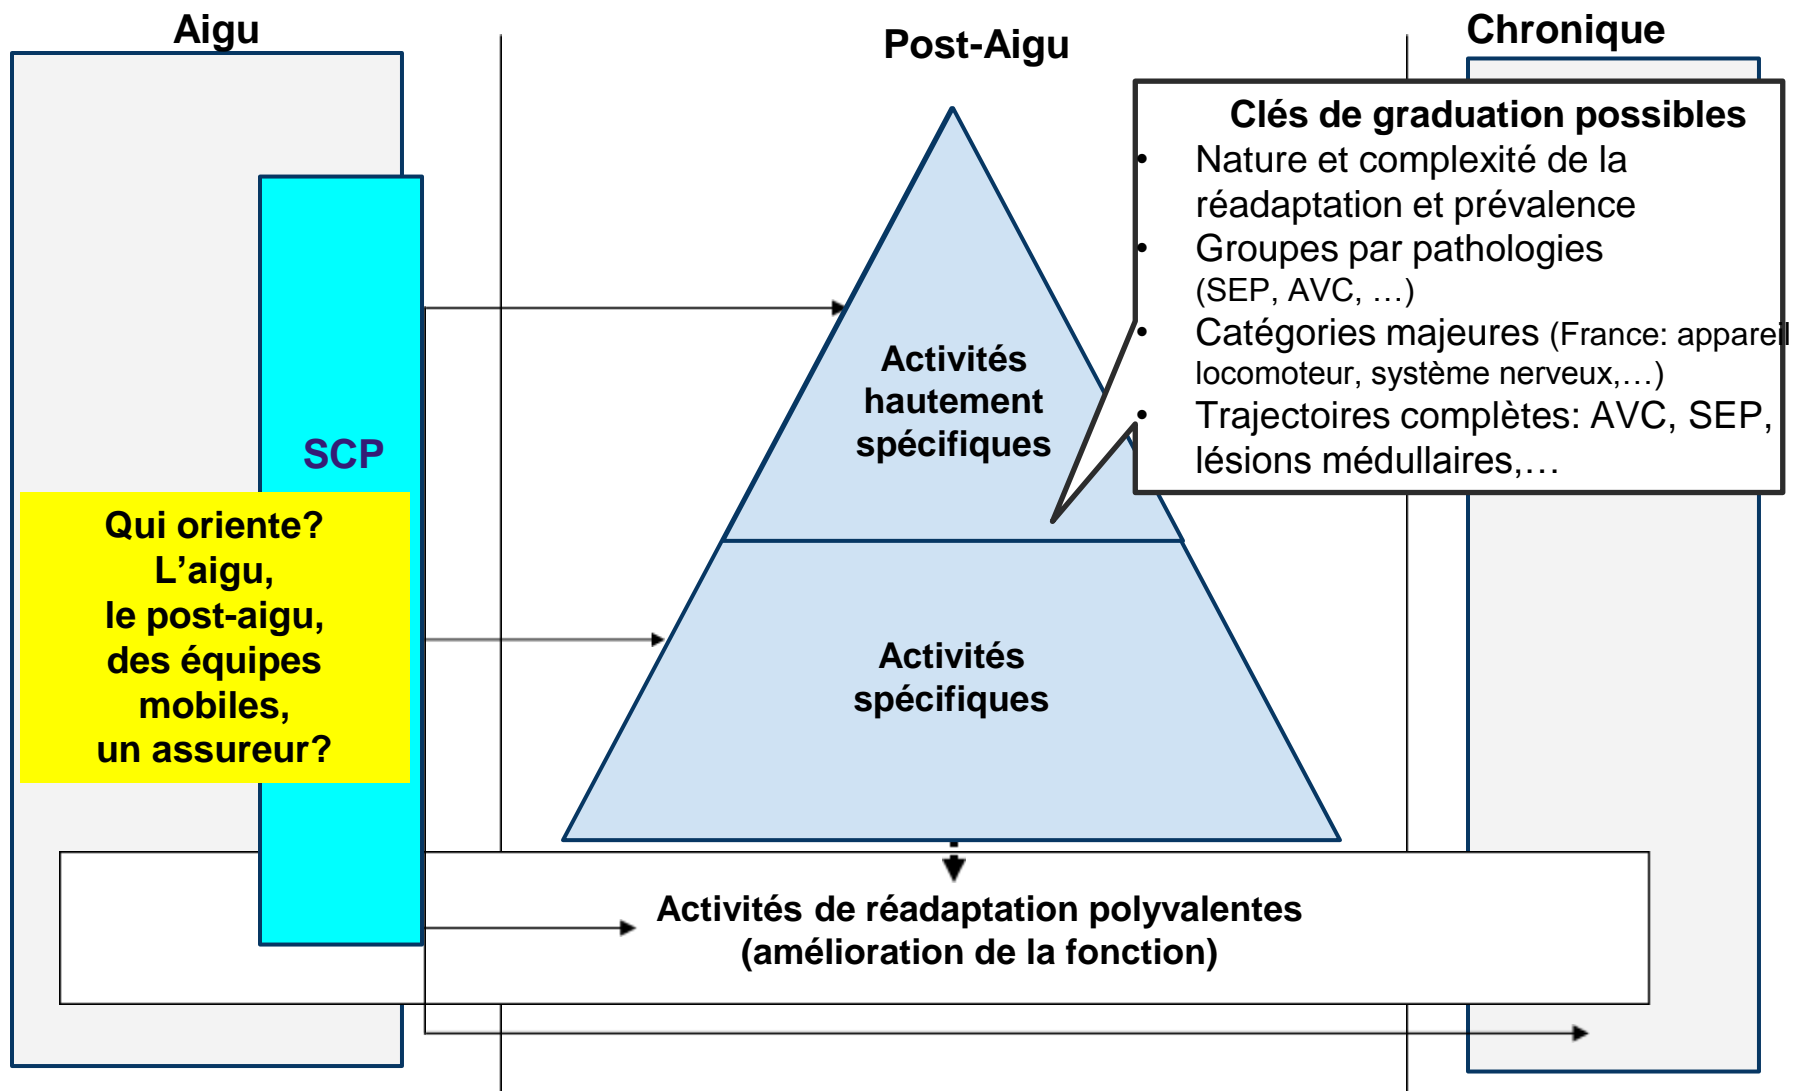 Aigu
Post-Aigu
Chronique
Clés de graduation possibles
• Nature et complexité de la
réadaptation et prévalence
• Groupes par pathologies
(SEP, AVC, …)
• Catégories majeures (France: appareil
locomoteur, système nerveux,…)
• Trajectoires complètes: AVC, SEP,
lésions médullaires,…
SCP
Qui oriente?
L’aigu,
le post-aigu,
des équipes
mobiles,
un assureur?
Activités
hautement
spécifiques
Activités
spécifiques
Activités de réadaptation polyvalentes
(amélioration de la fonction)